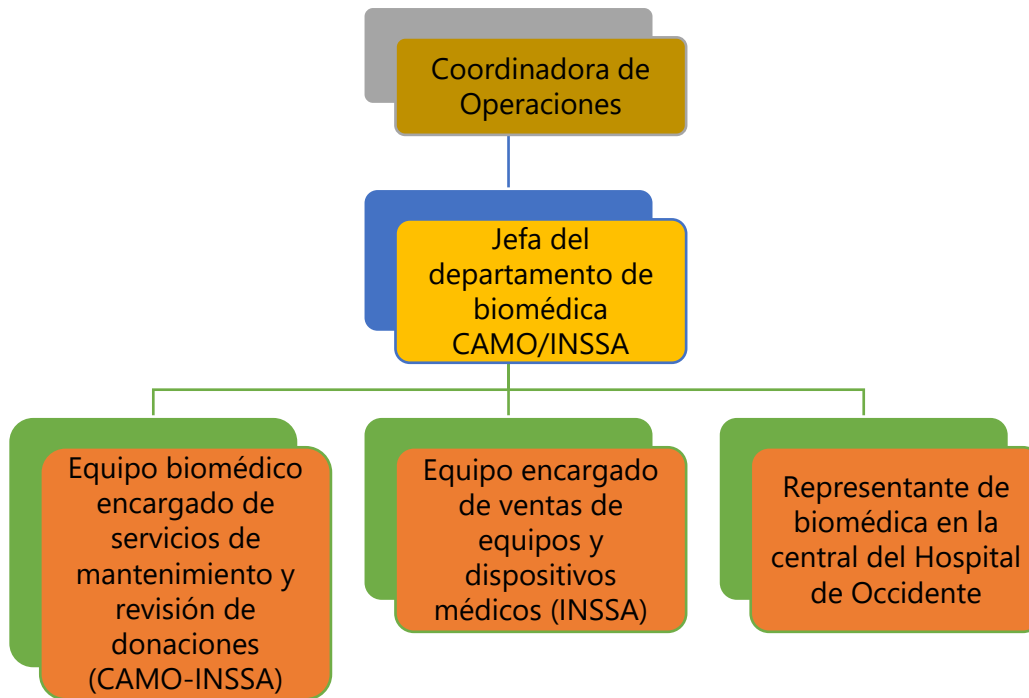 Coordinadora de
Operaciones
Jefa del
departamento de
biomédica
CAMO/INSSA
Equipo biomédico
encargado de
servicios de
mantenimiento y
revisión de
donaciones
(CAMO-INSSA)
Equipo encargado
de ventas de
equipos y
dispositivos
médicos (INSSA)
Representante de
biomédica en la
central del Hospital
de Occidente